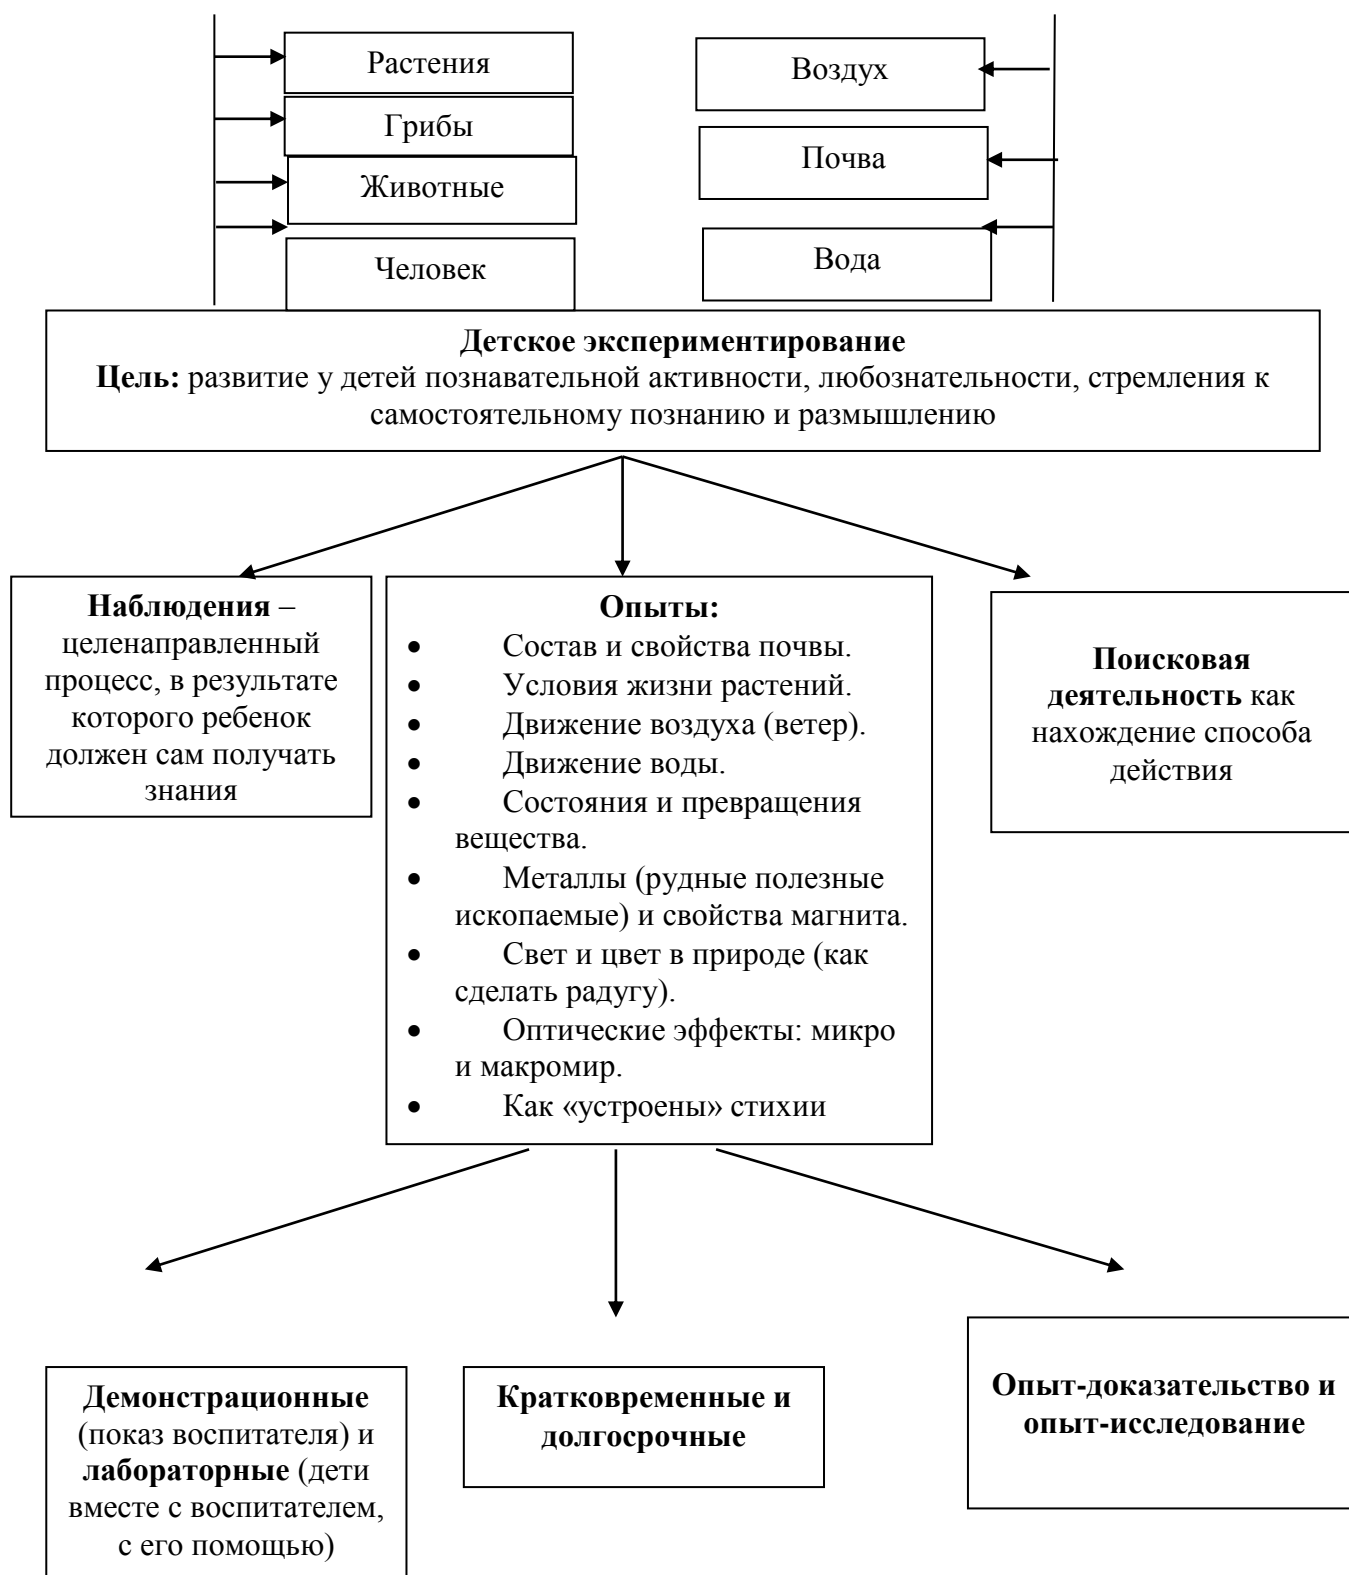 Растения
Грибы
Животные
Человек
Воздух
Почва
Вода
Детское экспериментирование
Цель: развитие у детей познавательной активности, любознательности, стремления к
самостоятельному познанию и размышлению
Наблюдения –
целенаправленный
процесс, в результате
которого ребенок
должен сам получать
знания
Опыты:
• Состав и свойства почвы.
• Условия жизни растений.
• Движение воздуха (ветер).
• Движение воды.
• Состояния и превращения
вещества.
• Металлы (рудные полезные
ископаемые) и свойства магнита.
• Свет и цвет в природе (как
сделать радугу).
• Оптические эффекты: микро
и макромир.
• Как «устроены» стихии
Поисковая
деятельность как
нахождение способа
действия
Демонстрационные
(показ воспитателя) и
лабораторные (дети
вместе с воспитателем,
с его помощью)
Кратковременные и
долгосрочные
Опыт-доказательство и
опыт-исследование